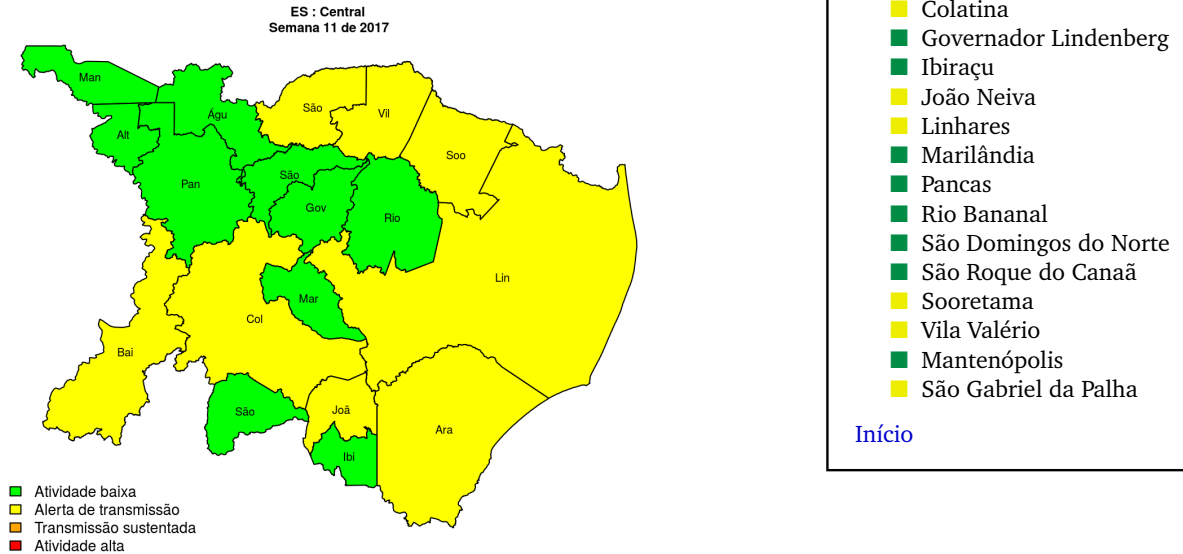 ES : Central
Semana 11 de 2017
Man
Águ
São
Vil
Alt
Soo
Pan
São
Gov
Rio
Lin
Mar
Col
Bai
São
Joã
Ara
Ibi
Atividade baixa
Alerta de transmissão
Transmissão sustentada
Atividade alta
Colatina
Governador Lindenberg
Ibiraçu
João Neiva
Linhares
Marilândia
Pancas
Rio Bananal
São Domingos do Norte
São Roque do Canaã
Sooretama
Vila Valério
Mantenópolis
São Gabriel da Palha
Início